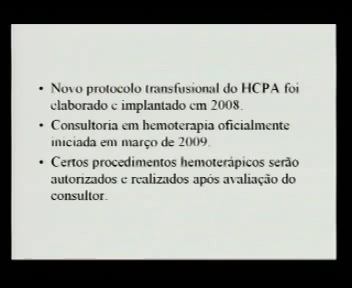 • Novo protocolo transfusional do HCPA foi
elaborado e implantado em 2008.
• Consultoria em hemoterapia oficialmente
iniciada em março de 2009.
• Certos procedimentos hemoterápicos serão
autorizados e realizados após avaliação do
consultor.